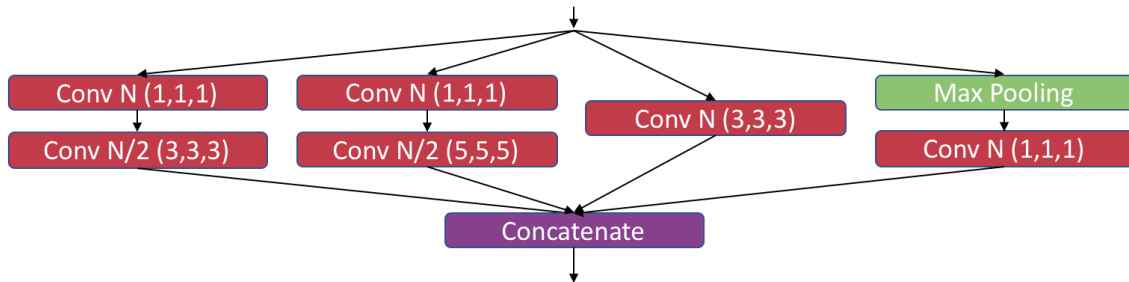 Conv N (1,1,1)
Conv N/2 (3,3,3)
Conv N (1,1,1)
Conv N/2 (5,5,5)
Conv N (3,3,3)
Max Pooling
Conv N (1,1,1)
Concatenate